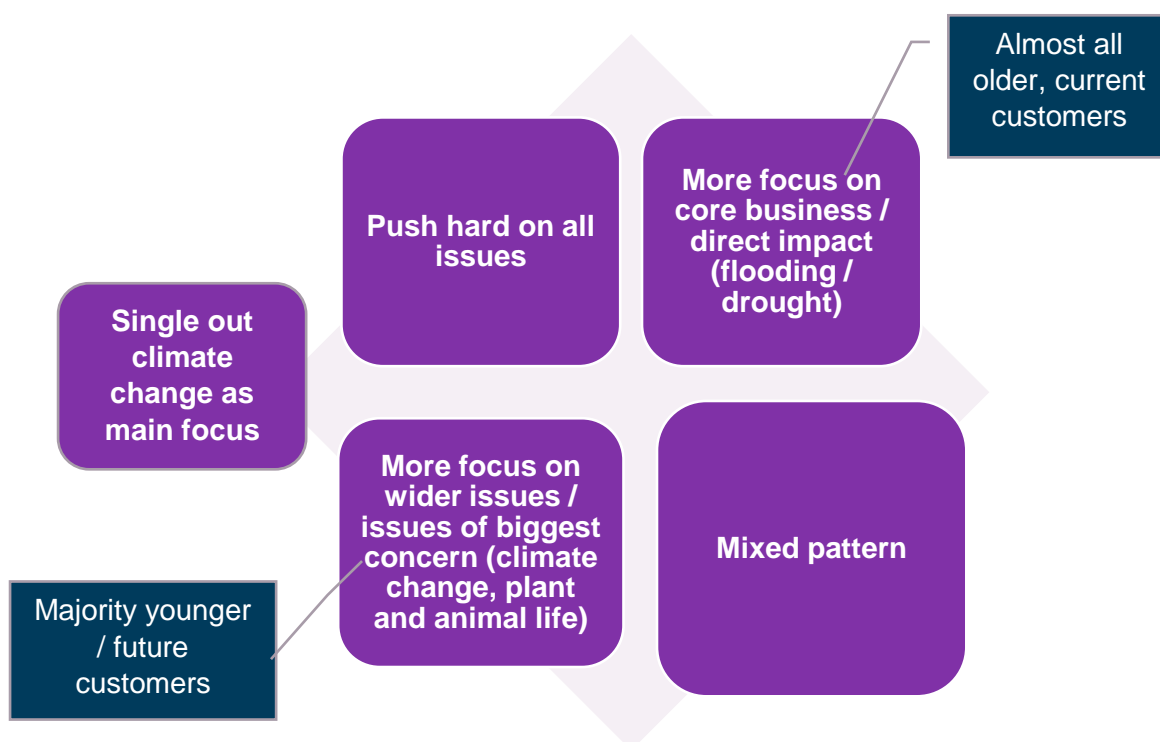 Almost all
older, current
customers
Push hard on all
issues
More focus on
core business /
direct impact
(flooding /
drought)
Single out
climate
change as
main focus
More focus on
wider issues /
issues of biggest
concern (climate
change, plant
and animal life)
Mixed pattern
Majority younger
/ future
customers